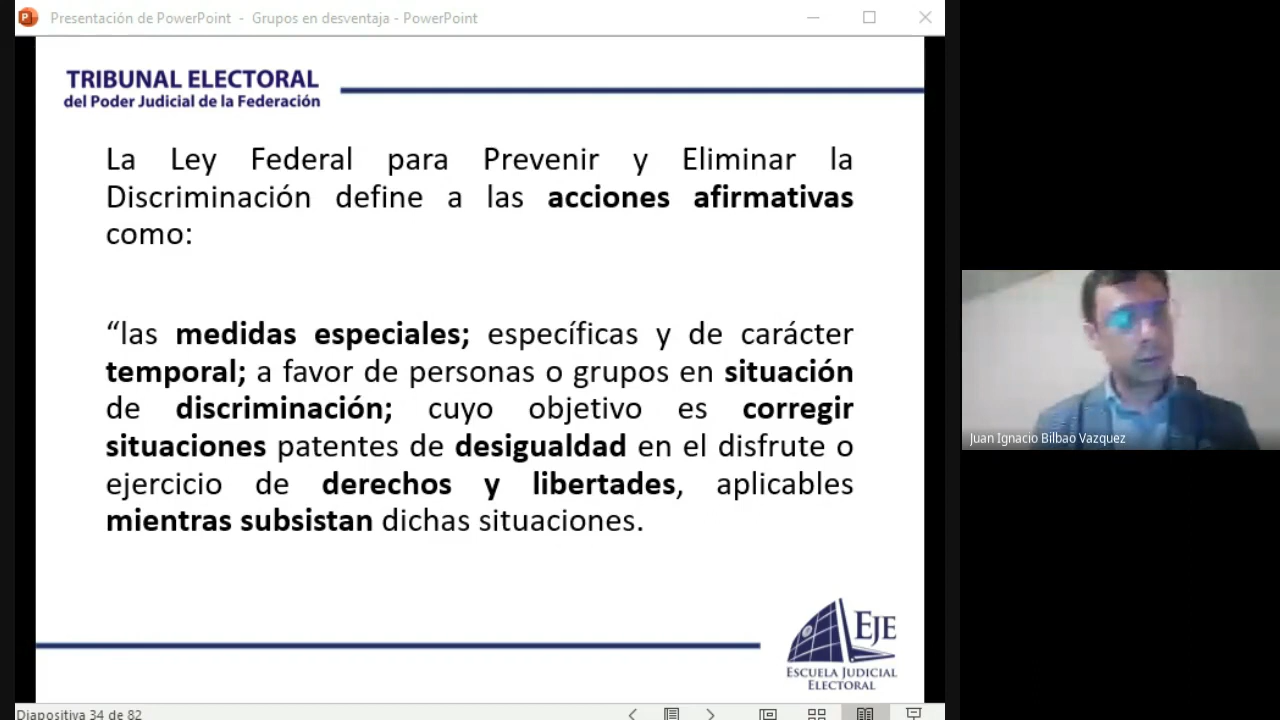 Presentación de PowerPoint - Grupos en desventaja - PowerPoint
TRIBUNAL ELECTORAL
del Poder Judicial de la Federación
La Ley Federal para Prevenir y Eliminar la
Discriminación define a las acciones afirmativas
como:
“las medidas especiales; específicas y de carácter
temporal; a favor de personas o grupos en situación
de discriminación; cuyo objetivo es corregir
situaciones patentes de desigualdad en el disfrute o
ejercicio de derechos y libertades, aplicables
mientras subsistan dichas situaciones.
EJE
ESCUELA JUDICIAL
ELECTORAL
Juan Ignacio Bilbao Vazquez
Diapositiva 34 de 82